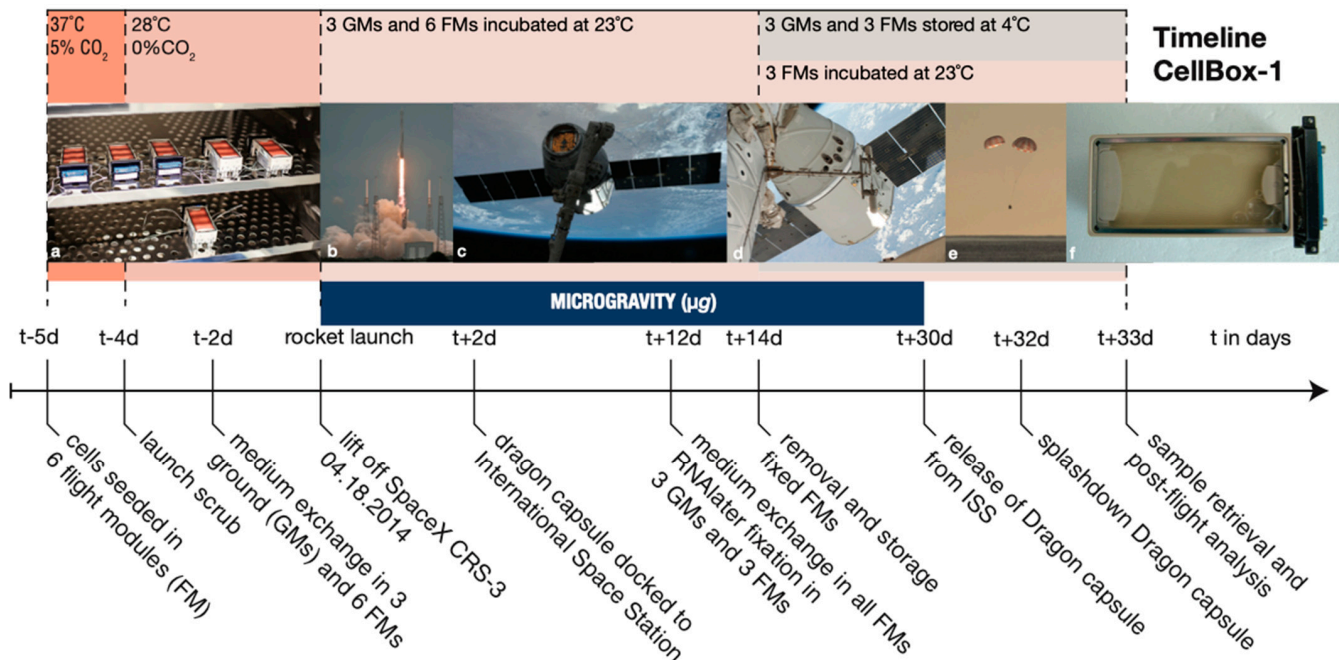 37°C
5% CO₂
28°C
0%CO₂
3 GMs and 6 FMs incubated at 23°C
3 GMs and 3 FMs stored at 4°C
3 FMs incubated at 23°C
Timeline
CellBox-1
a
b
c
d
e
f
MICROGRAVITY (µg)
t-5d
t-4d
t-2d
rocket launch
t+2d
t+12d
t+14d
t+30d
t+32d
t+33d
t in days
cells seeded in
6 flight modules (FM)
launch scrub
medium exchange in 3
ground (GMs) and 6 FMs
lift off SpaceX CRS-3
04.18.2014
dragon capsule docked to
International Space Station
medium exchange in all FMs
RNAlater fixation in
3 GMs and 3 FMs
removal and storage
fixed FMs
release of Dragon capsule
from ISS
splashdown Dragon capsule
sample retrieval and
post-flight analysis